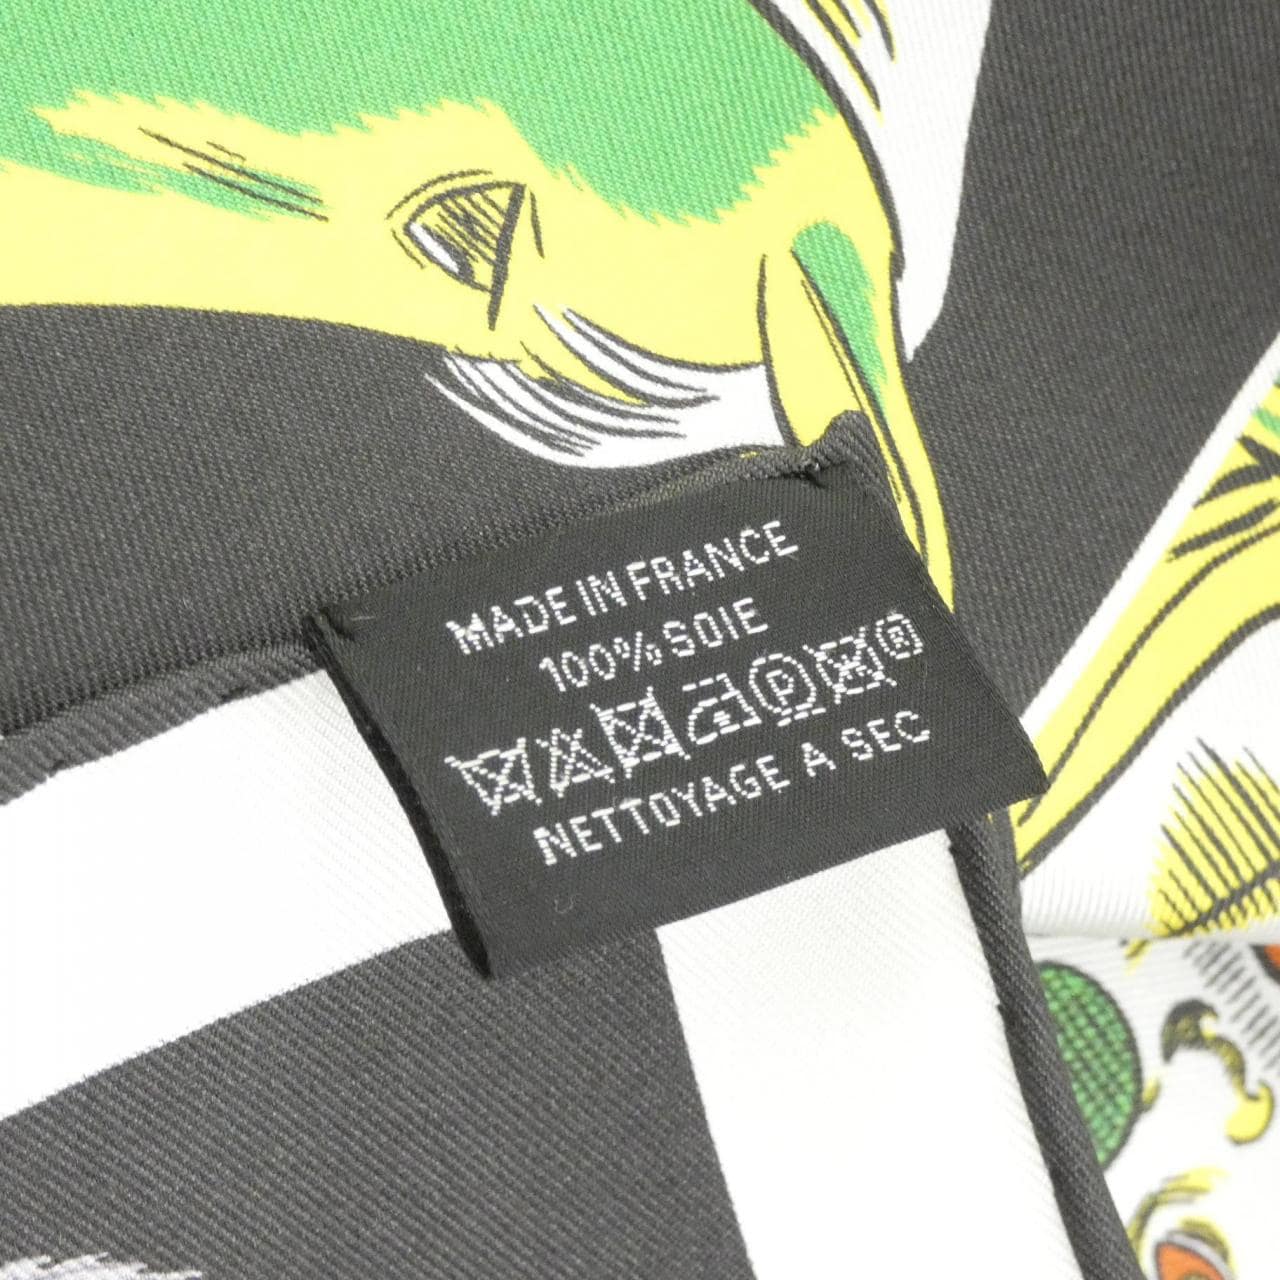 MADE IN FRANCE
100% SOIE
P R
NETTOYAGE A SEC